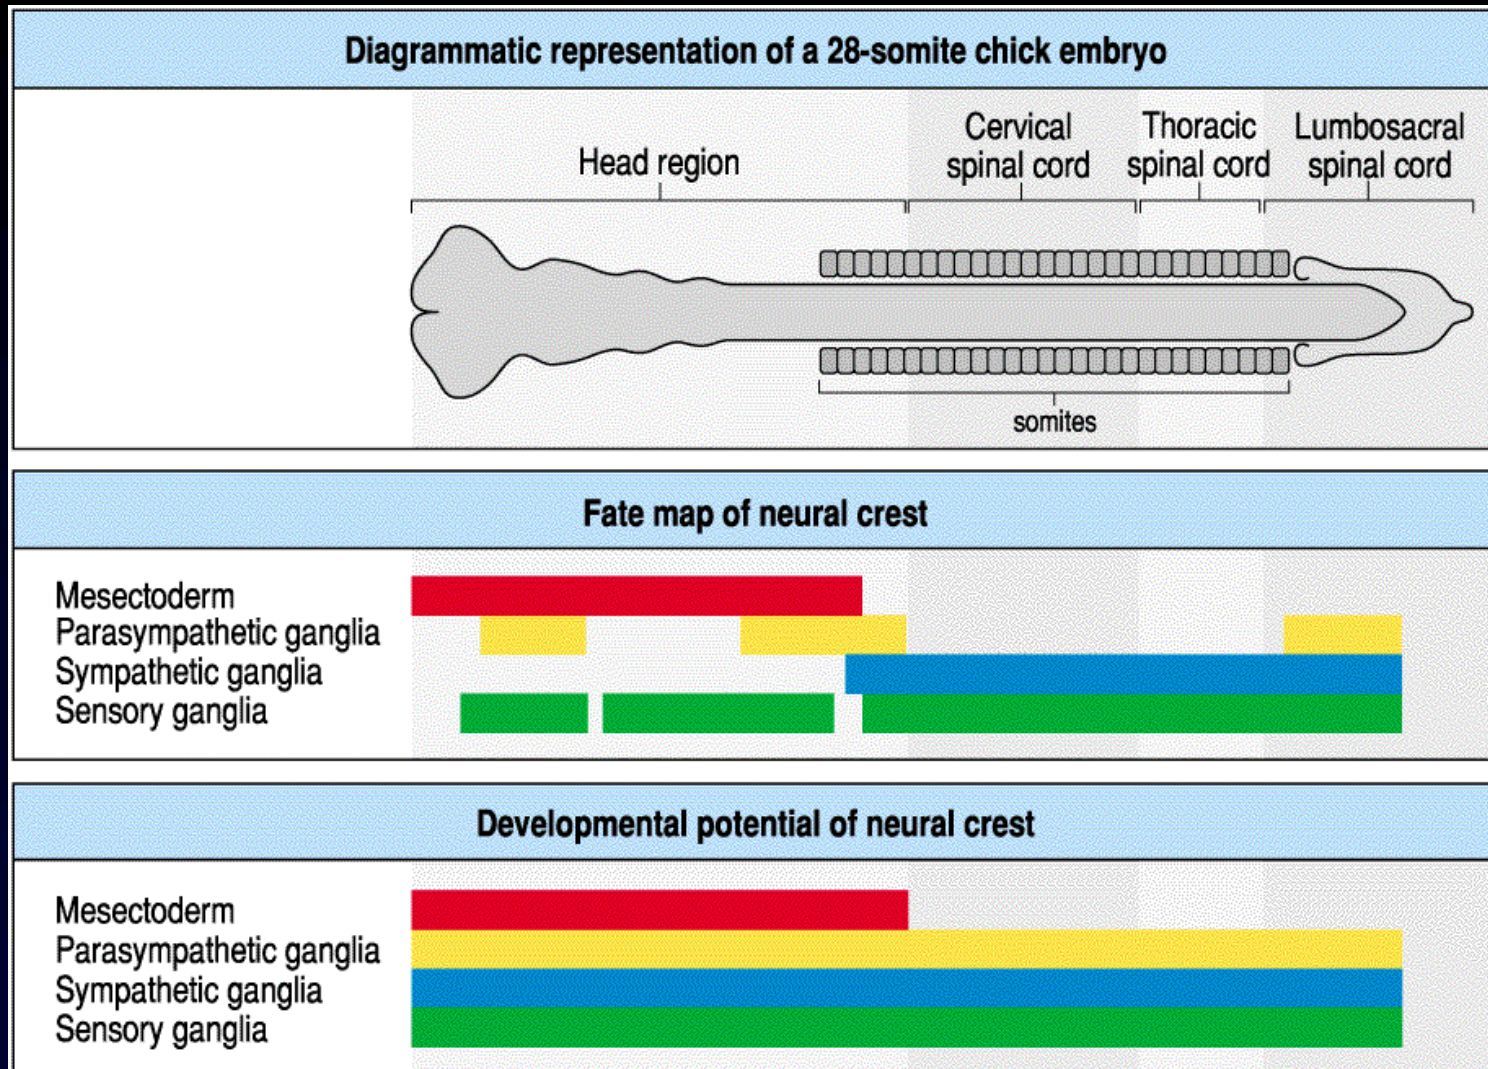 Diagrammatic representation of a 28-somite chick embryo
Head region
Cervical
spinal cord
Thoracic
spinal cord
Lumbosacral
spinal cord
somites
Fate map of neural crest
Mesectoderm
Parasympathetic ganglia
Sympathetic ganglia
Sensory ganglia
Developmental potential of neural crest
Mesectoderm
Parasympathetic ganglia
Sympathetic ganglia
Sensory ganglia